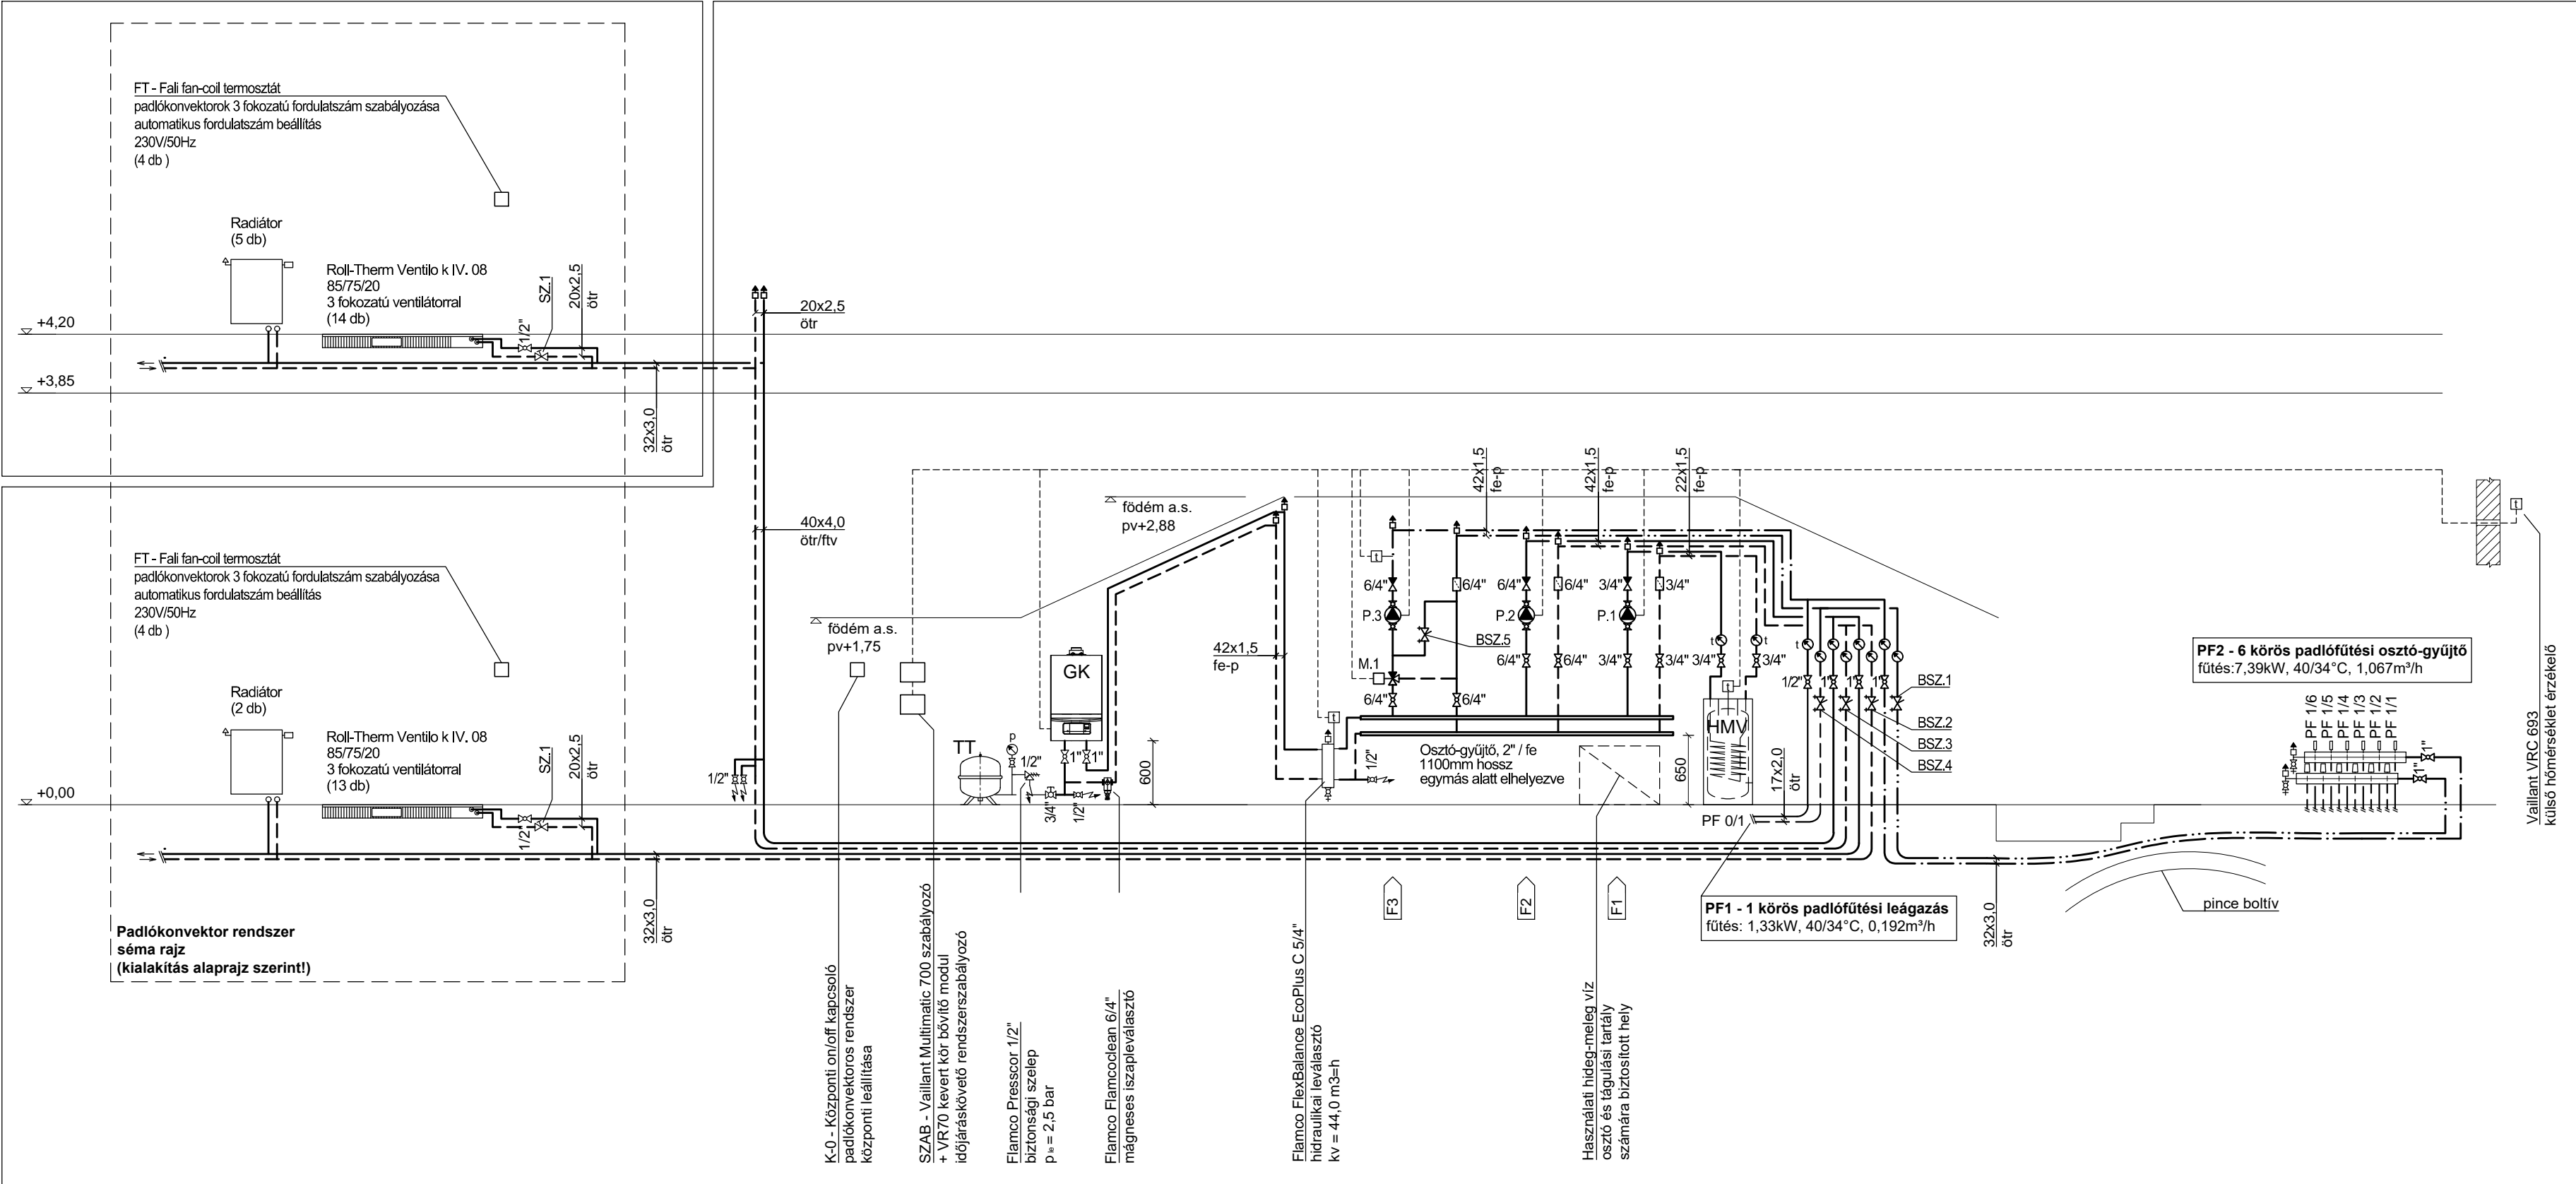 FT - Fali fan-coil termosztát
padlókonvektorok 3 fokozatú fordulatszám szabályozása
automatikus fordulatszám beállítás
230V/50Hz
(4 db )
Radiátor
(5 db)
Roll-Therm Ventilo k IV. 08
85/75/20
3 fokozatú ventilátorral
(14 db)
1/2"
SZ.1
20x2,5
ötr
+4,20
+3,85
32x3,0
ötr
20x2,5
ötr
40x4,0
ötr/ftv
FT - Fali fan-coil termosztát
padlókonvektorok 3 fokozatú fordulatszám szabályozása
automatikus fordulatszám beállítás
230V/50Hz
(4 db )
Radiátor
(2 db)
Roll-Therm Ventilo k IV. 08
85/75/20
3 fokozatú ventilátorral
(13 db)
1/2"
SZ.1
20x2,5
ötr
+0,00
32x3,0
ötr
Padlókonvektor rendszer
séma rajz
(kialakítás alaprajz szerint!)
1/2"
födém a.s.
pv+1,75
födém a.s.
pv+2,88
GK
1"
1"
600
TT
p
1/2"
3/4"
1/2"
42x1,5
fe-p
1/2"
42x1,5
fe-p
42x1,5
fe-p
22x1,5
fe-p
6/4"
6/4"
6/4"
6/4"
3/4"
3/4"
P.3
P.2
P.1
BSZ.5
M.1
6/4"
6/4"
3/4"
3/4"
3/4"
3/4"
t
t
6/4"
6/4"
Osztó-gyűjtő, 2" / fe
1100mm hossz
egymás alatt elhelyezve
650
HMV
t
1/2"
1"
1"
1"
BSZ.1
BSZ.2
BSZ.3
BSZ.4
17x2,0
ötr
PF 0/1
F3
F2
F1
PF1 - 1 körös padlófűtési leágazás
fűtés: 1,33kW, 40/34°C, 0,192m³/h
32x3,0
ötr
PF2 - 6 körös padlófűtési osztó-gyűjtő
fűtés:7,39kW, 40/34°C, 1,067m³/h
PF 1/6
PF 1/5
PF 1/4
PF 1/3
PF 1/2
PF 1/1
1"
1"
pince boltív
Vaillant VRC 693
külső hőmérséklet érzékelő
K-0 - Központi on/off kapcsoló
padlókonvektoros rendszer
központi leállítása
SZAB - Vaillant Multimatic 700 szabályozó
+ VR70 kevert kör bővítő modul
időjáráskövető rendszerszabályozó
Flamco Presscor 1/2"
biztonsági szelep
p le = 2,5 bar
Flamco Flamcoclean 6/4"
mágneses iszapleválasztó
Flamco FlexBalance EcoPlus C 5/4"
hidraulikai leválasztó
kv = 44,0 m3=h
Használati hideg-meleg víz
osztó és tágulási tartály
számára biztosított hely